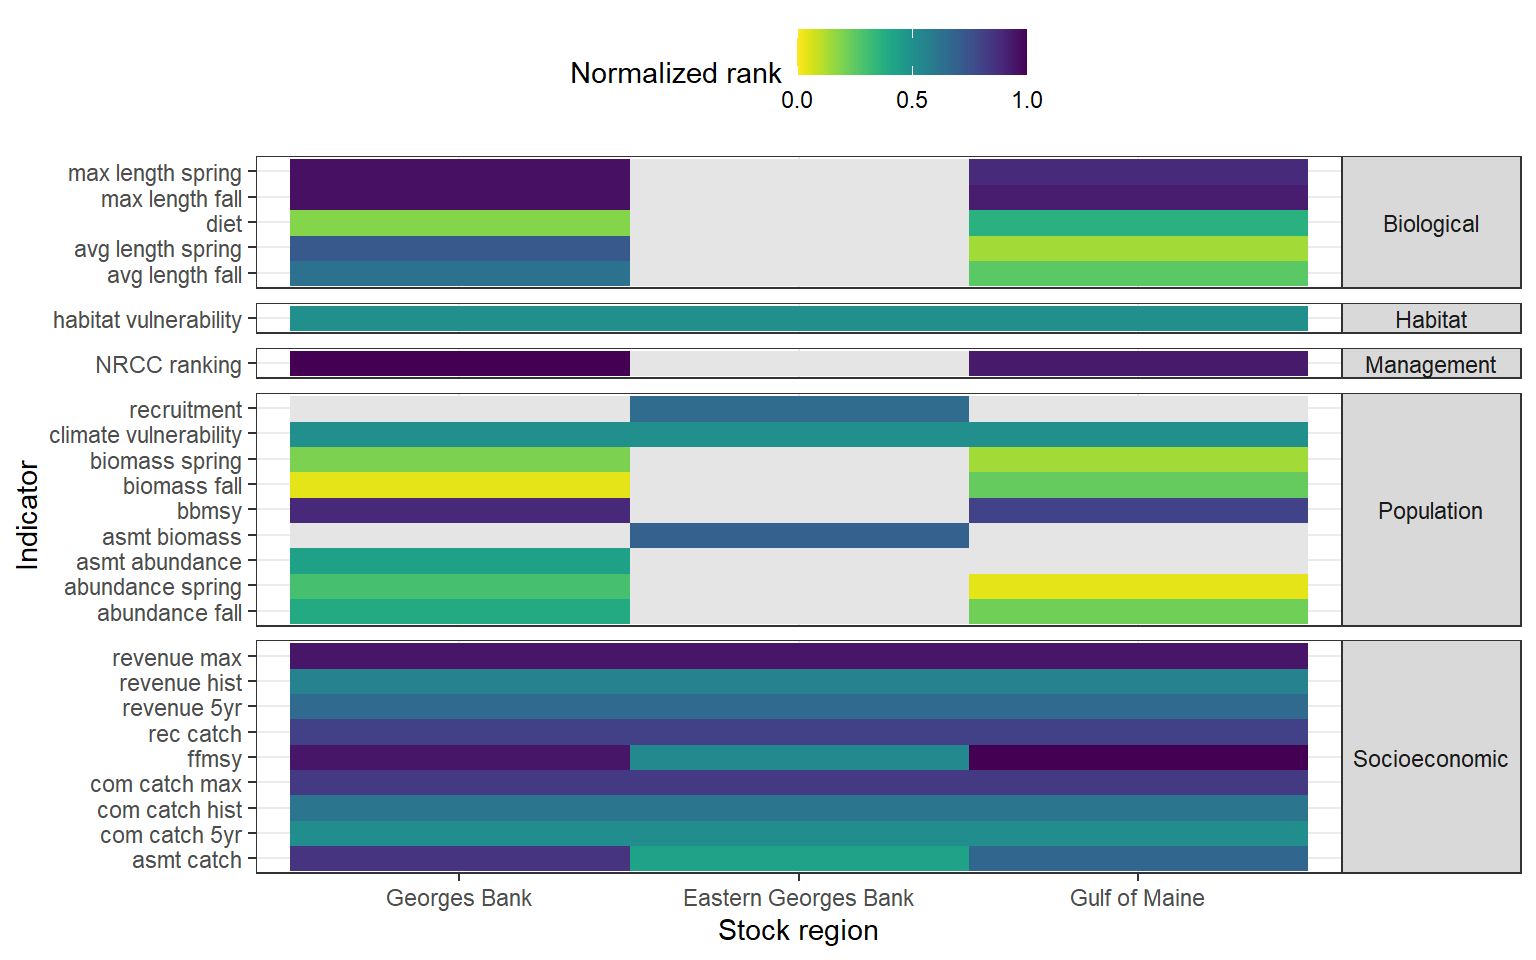 Normalized rank
0.0 0.5 1.0
max length spring
max length fall
diet
avg length spring
avg length fall
Biological
habitat vulnerability
Habitat
NRCC ranking
Management
recruitment
climate vulnerability
biomass spring
biomass fall
bbmsy
asmt biomass
asmt abundance
abundance spring
abundance fall
Population
revenue max
revenue hist
revenue 5yr
rec catch
ffmsy
com catch max
com catch hist
com catch 5yr
asmt catch
Socioeconomic
Indicator
Georges Bank Eastern Georges Bank Gulf of Maine
Stock region